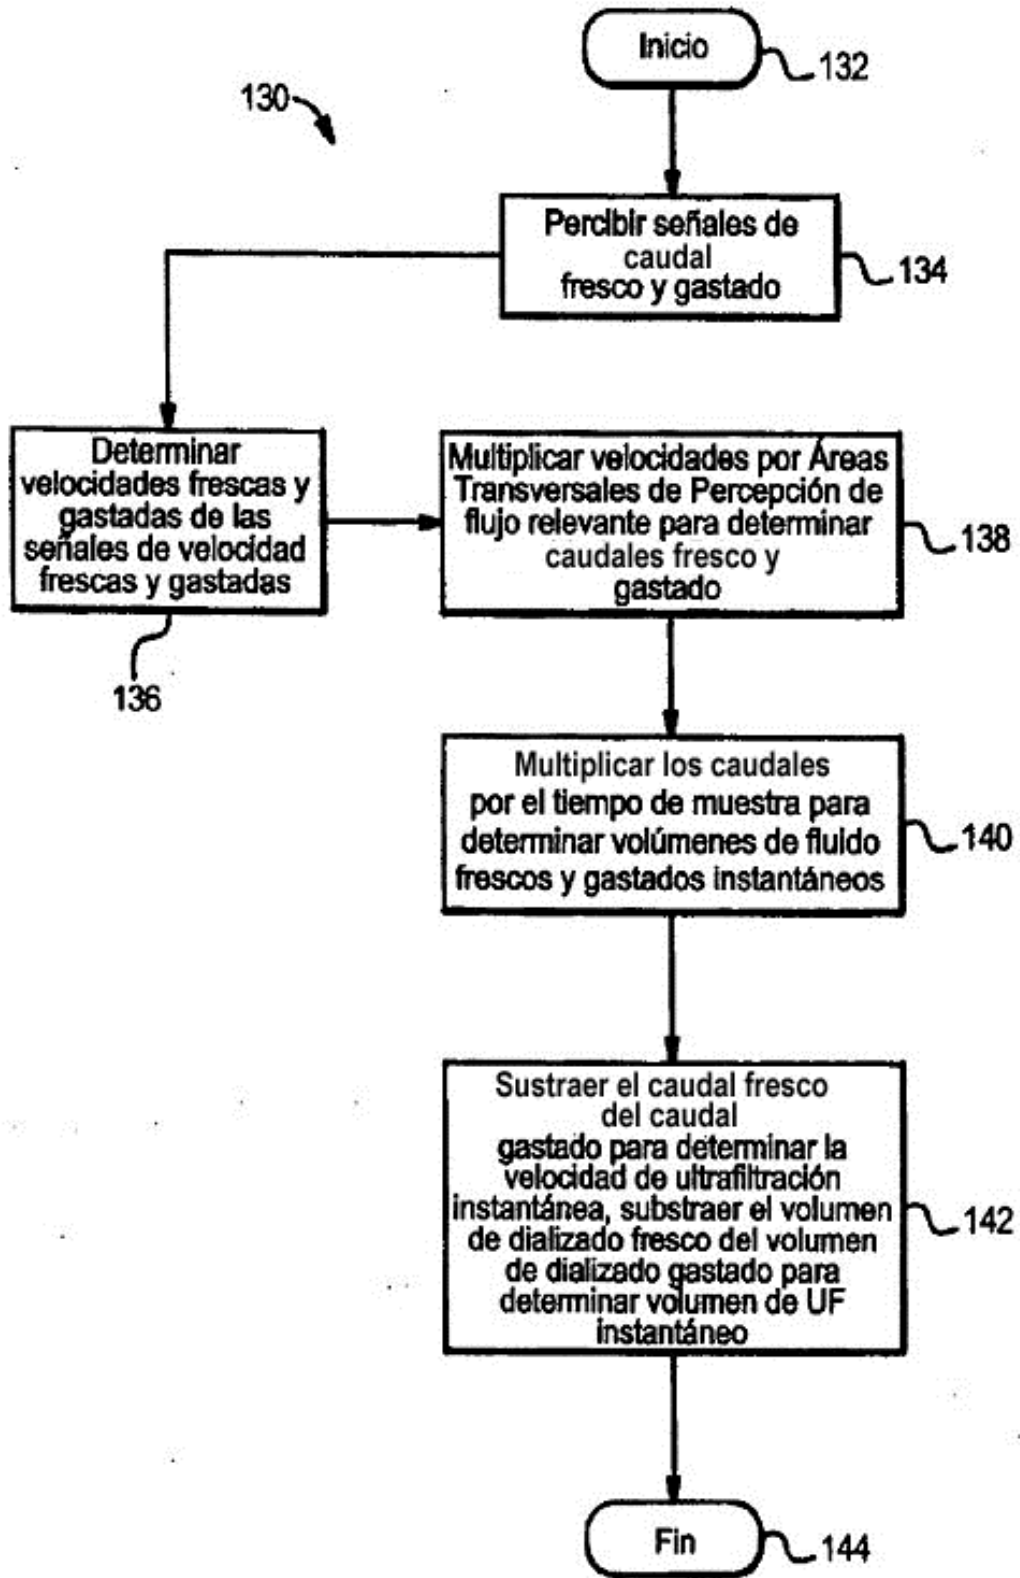 Inicio
132
130
Percibir señales de
caudal
fresco y gastado
134
Determinar
velocidades frescas y
gastadas de las
señales de velocidad
frescas y gastadas
136
Multiplicar velocidades por Áreas
Transversales de Percepción de
flujo relevante para determinar
caudales fresco y
gastado
138
Multiplicar los caudales
por el tiempo de muestra para
determinar volúmenes de fluido
frescos y gastados instantáneos
140
Sustraer el caudal fresco
del caudal
gastado para determinar la
velocidad de ultrafiltración
instantánea, substraer el volumen
de dializado fresco del volumen
de dializado gastado para
determinar volumen de UF
instantáneo
142
Fin
144